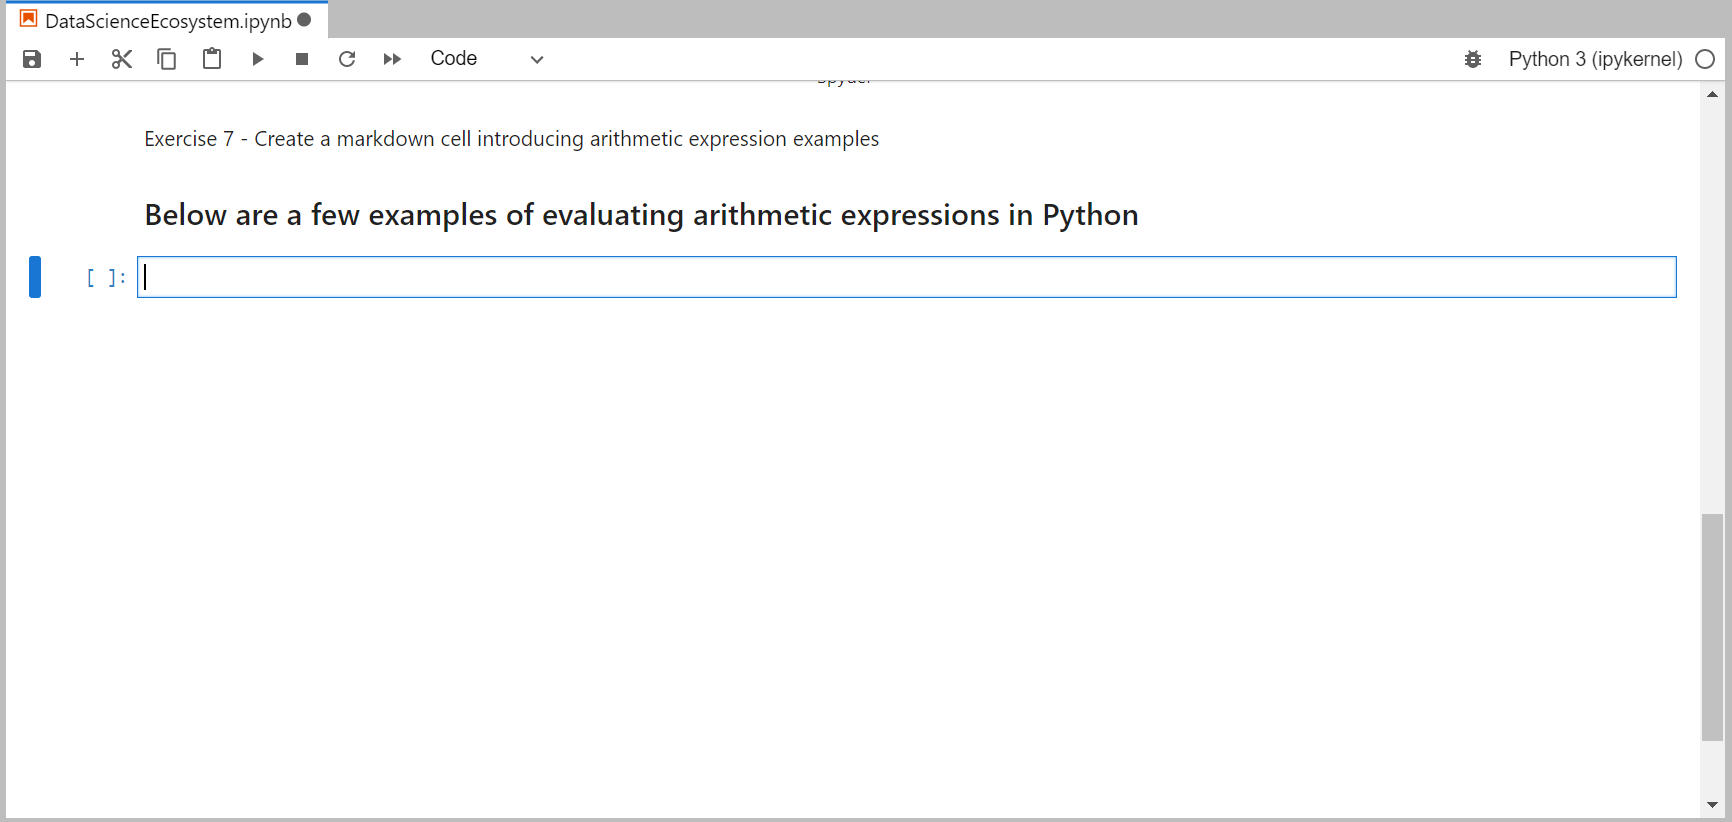 DataScienceEcosystem.ipynb
Code
Python 3 (ipykernel)
Exercise 7 - Create a markdown cell introducing arithmetic expression examples
Below are a few examples of evaluating arithmetic expressions in Python
[ ]: